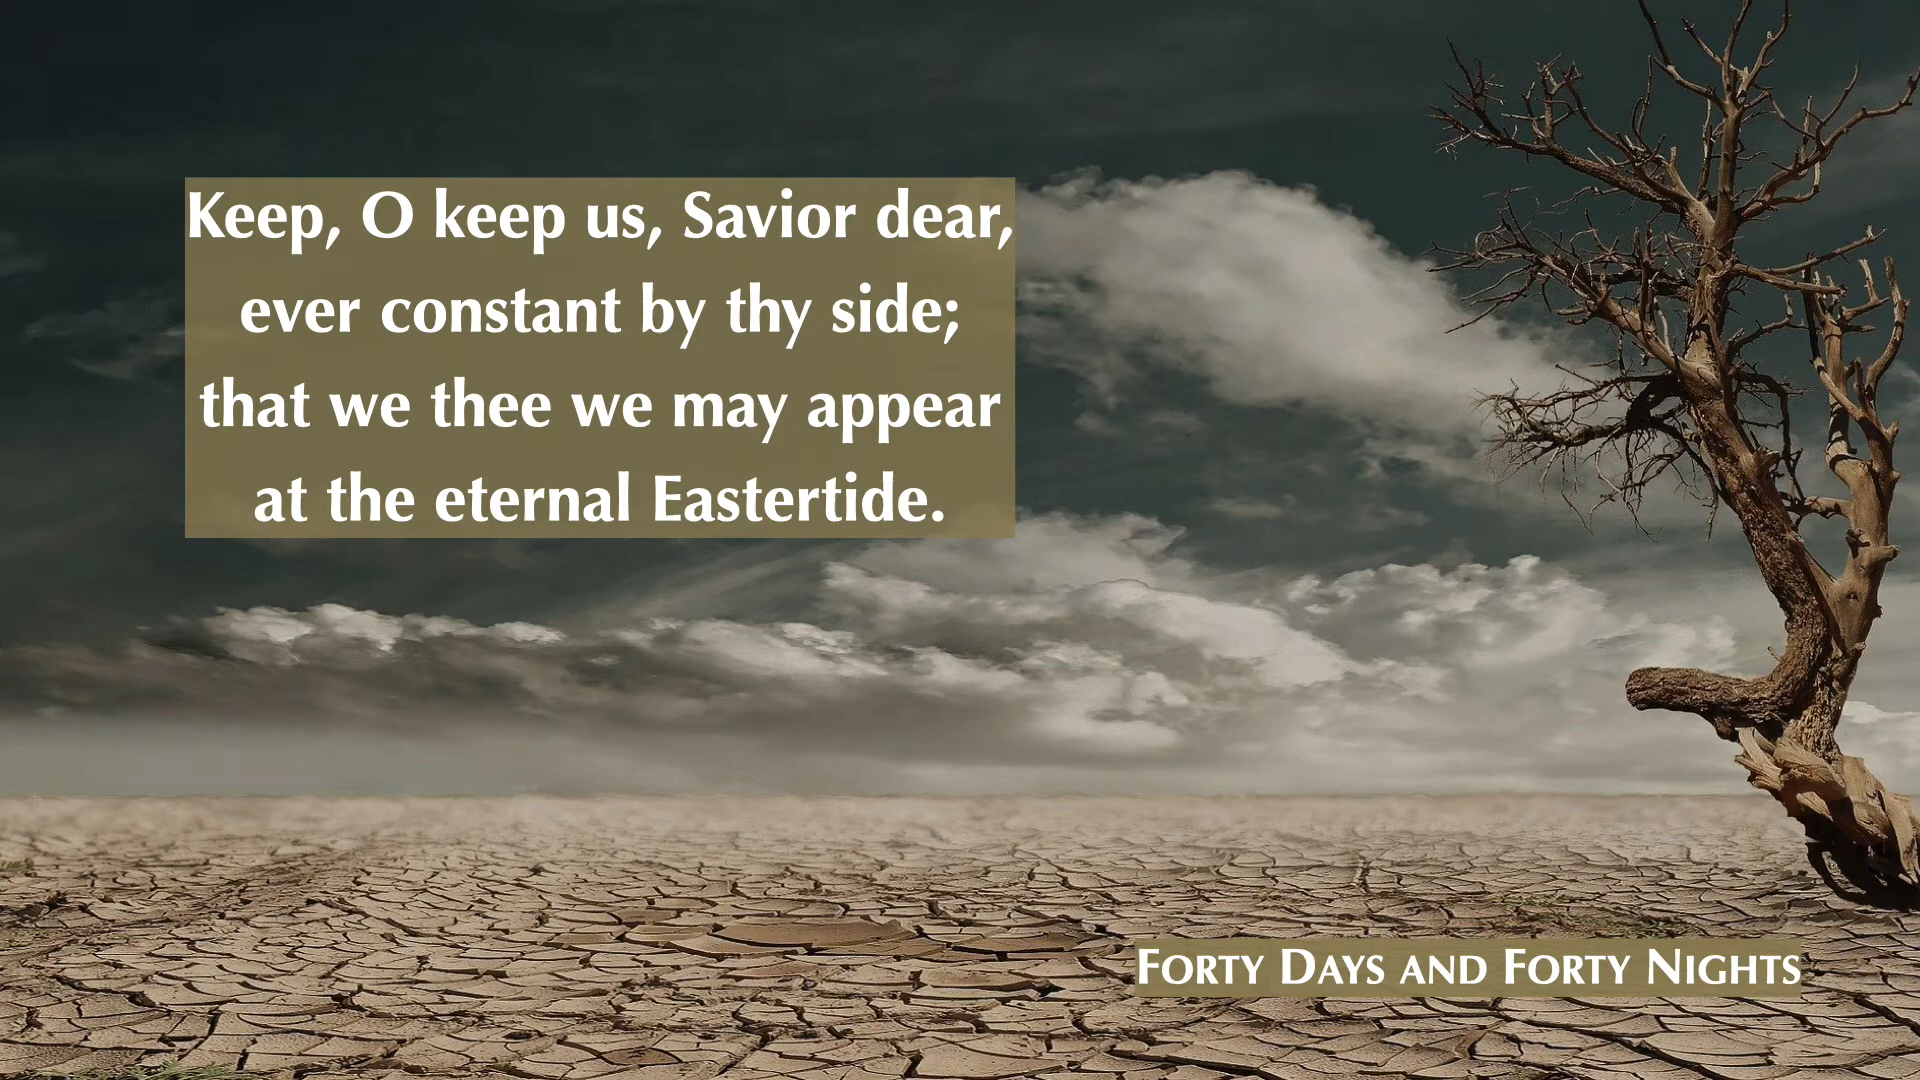 Keep, O keep us, Savior dear,
ever constant by thy side;
that we thee we may appear
at the eternal Eastertide.
Forty Days and Forty Nights